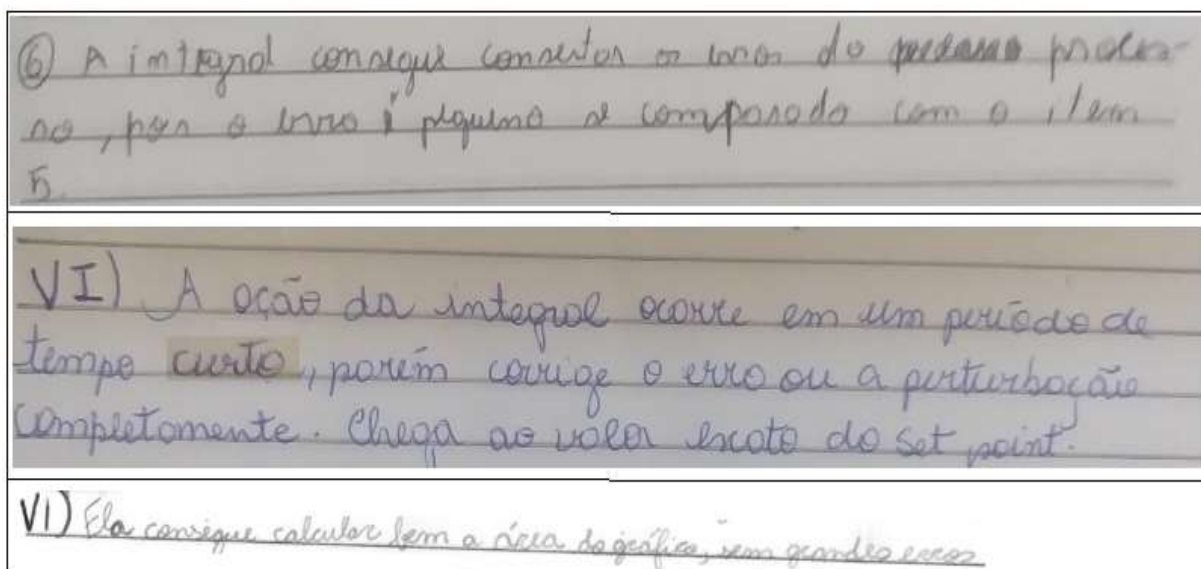 ⑥ A integral consegue consertar os erros do proces-
so, pois o erro é pequeno se comparado com o item
5.
VI) A ação da integral ocorre em um período de
tempo curto, porém corrige o erro ou a perturbação
completamente. Chega ao valor exato do set point.
VI) Ela consegue calcular bem a área do gráfico, sem grandes erros